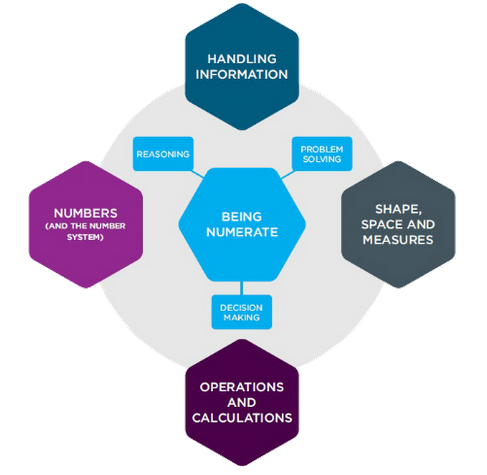 HANDLING
INFORMATION
REASONING
PROBLEM
SOLVING
NUMBERS
(AND THE NUMBER
SYSTEM)
BEING
NUMERATE
SHAPE,
SPACE AND
MEASURES
DECISION
MAKING
OPERATIONS
AND
CALCULATIONS